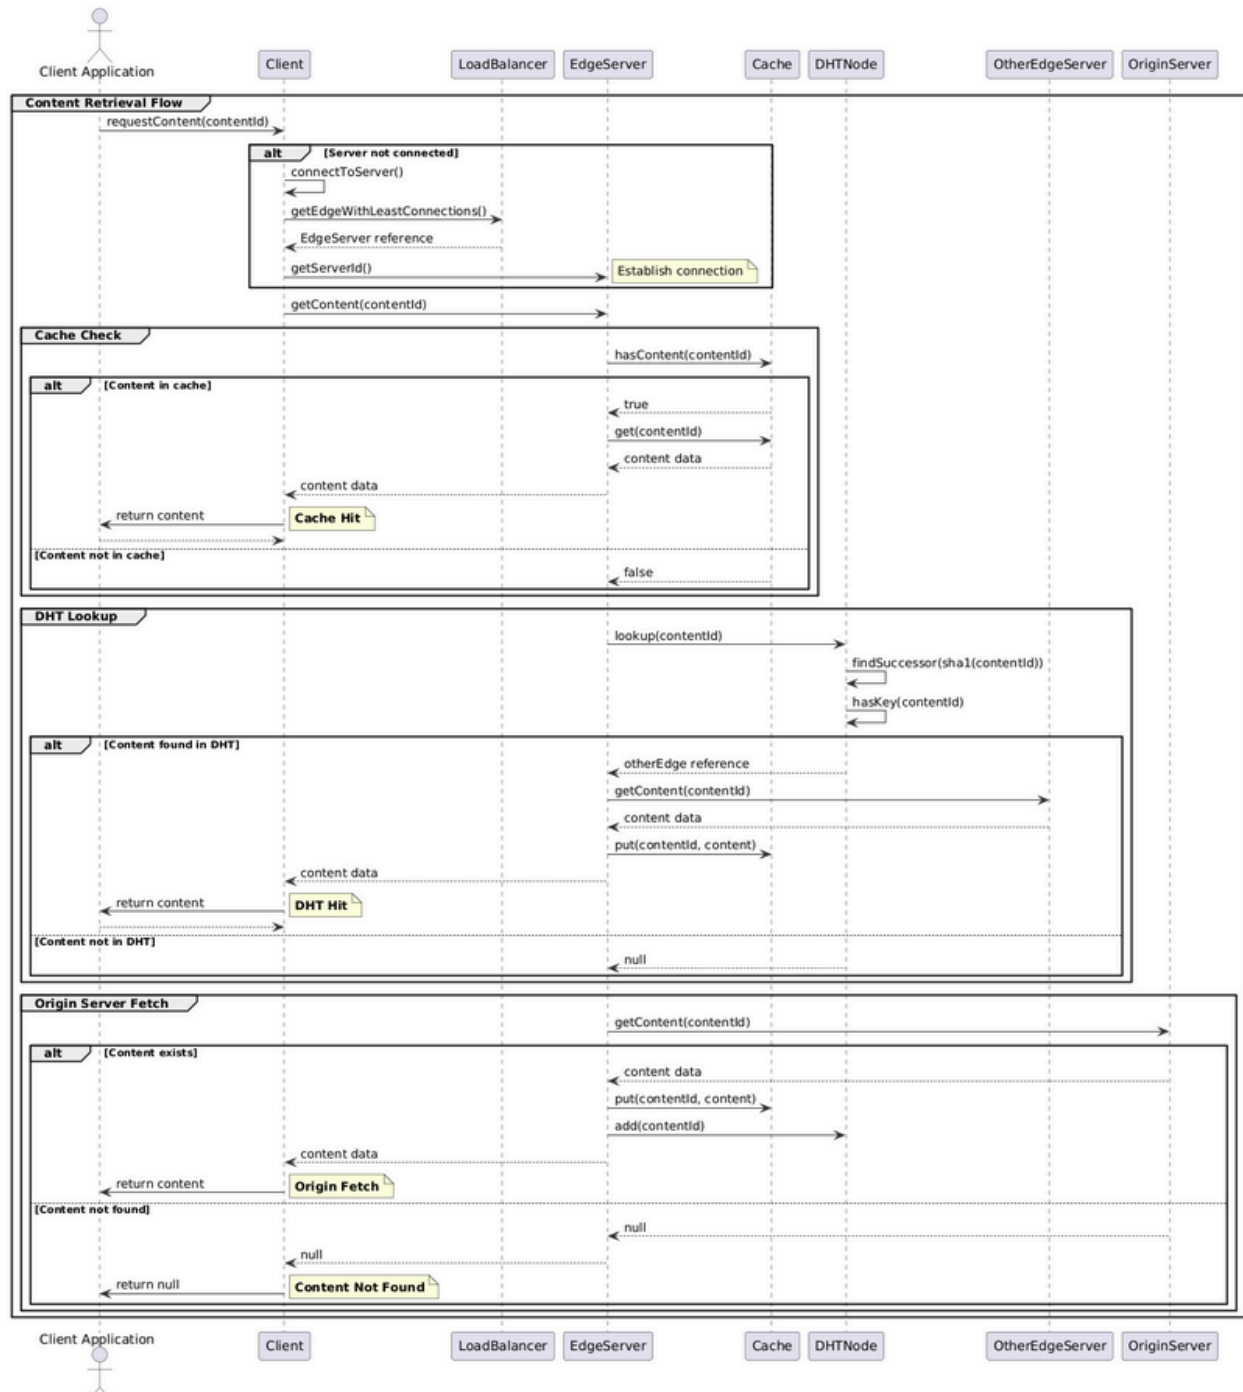 Client Application
Client
LoadBalancer
EdgeServer
Cache
DHTNode
OtherEdgeServer
OriginServer
Content Retrieval Flow
requestContent(contentId)
alt
[Server not connected]
connectToServer()
getEdgeWithLeastConnections()
EdgeServer reference
getServerId()
Establish connection
getContent(contentId)
Cache Check
hasContent(contentId)
alt
[Content in cache]
true
get(contentId)
content data
content data
return content
Cache Hit
[Content not in cache]
false
DHT Lookup
lookup(contentId)
findSuccessor(sha1(contentId))
hasKey(contentId)
alt
[Content found in DHT]
otherEdge reference
getContent(contentId)
content data
put(contentId, content)
content data
return content
DHT Hit
[Content not in DHT]
null
Origin Server Fetch
getContent(contentId)
alt
[Content exists]
content data
put(contentId, content)
add(contentId)
content data
return content
Origin Fetch
[Content not found]
null
null
return null
Content Not Found
Client Application
Client
LoadBalancer
EdgeServer
Cache
DHTNode
OtherEdgeServer
OriginServer